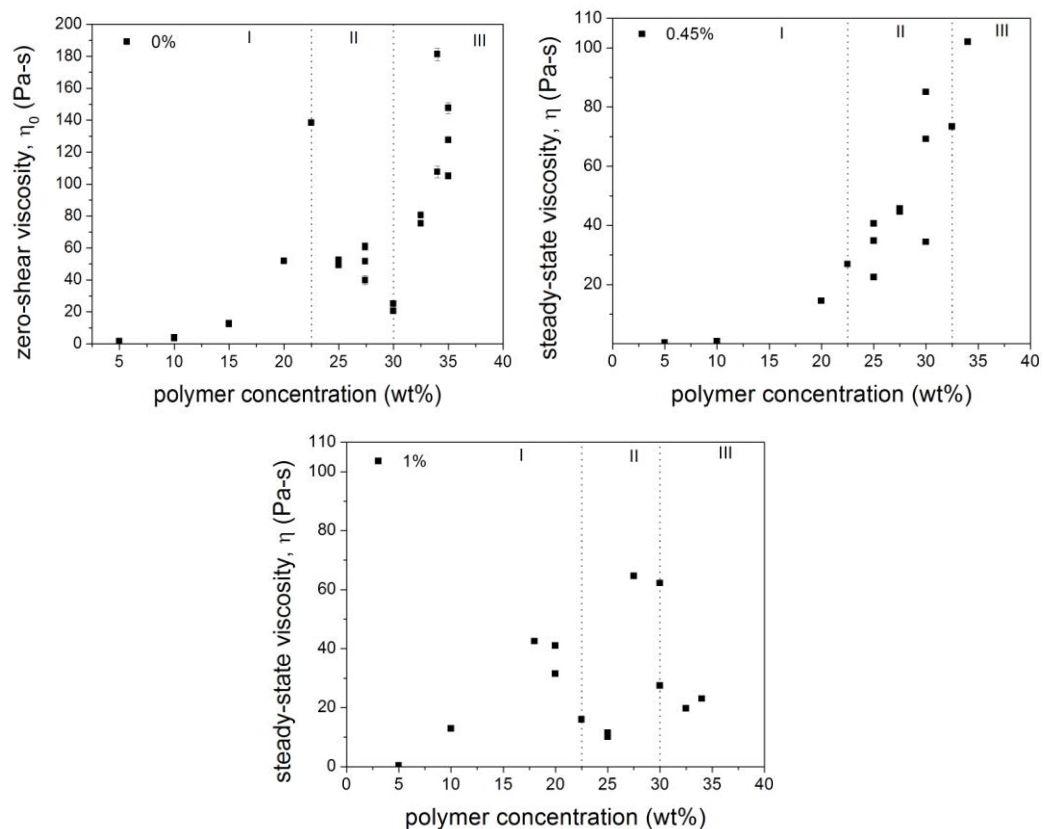 0%
I
II
III
200
180
160
140
120
100
80
60
40
20
0
zero-shear viscosity, η₀ (Pa-s)
5 10 15 20 25 30 35 40
polymer concentration (wt%)
0.45%
I
II
III
100
80
60
40
20
steady-state viscosity, η (Pa-s)
0 5 10 15 20 25 30 35 40
polymer concentration (wt%)
1%
I
II
III
110
100
80
60
40
20
0
steady-state viscosity, η (Pa-s)
0 5 10 15 20 25 30 35 40
polymer concentration (wt%)